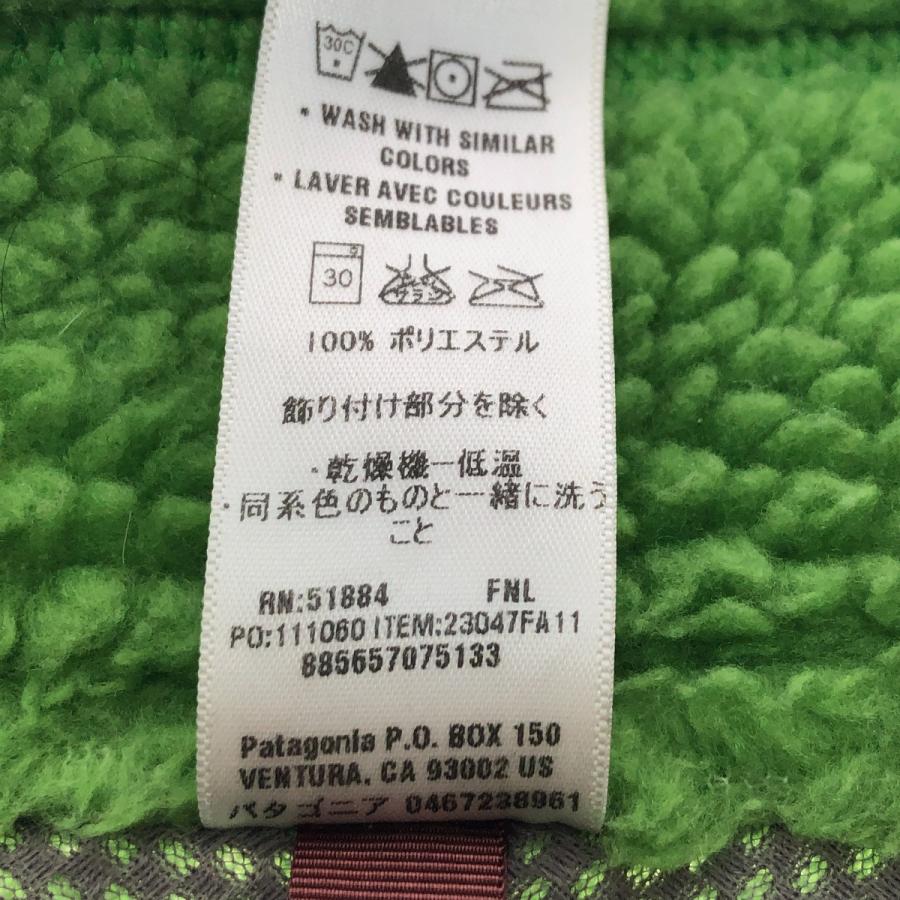 30C
• WASH WITH SIMILAR
COLORS
• LAVER AVEC COULEURS
SEMBLABLES
30
100% ポリエステル
飾り付け部分を除く
・乾燥機一低温
・同系色のものと一緒に洗う
こと
RN:51884 FNL
PO:111060 ITEM:23047FA11
885657075133
Patagonia P.O. BOX 150
VENTURA. CA 93002 US
パタゴニア 0467238961